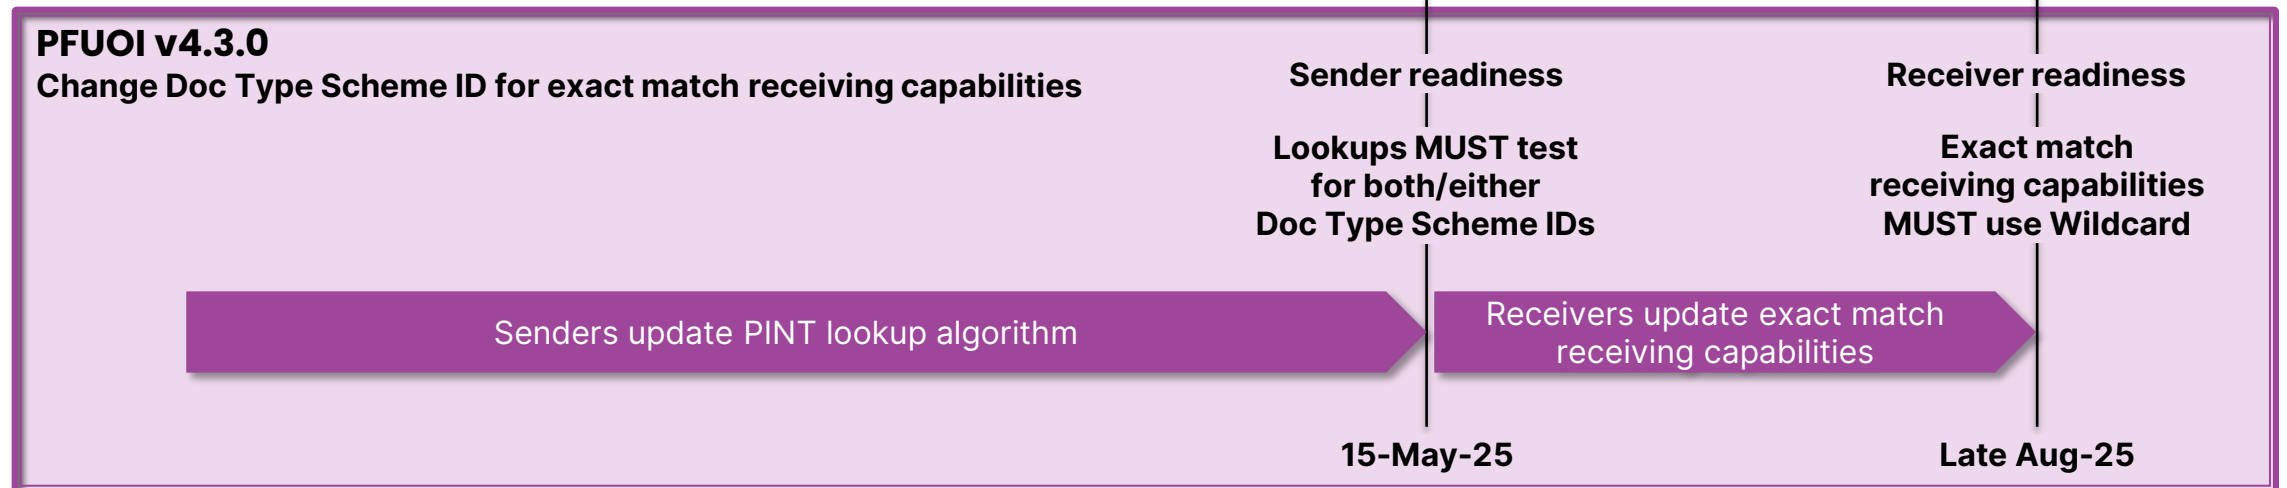 PFUOI v4.3.0
Change Doc Type Scheme ID for exact match receiving capabilities
Sender readiness
Lookups MUST test
for both/either
Doc Type Scheme IDs
Receiver readiness
Exact match
receiving capabilities
MUST use Wildcard
Senders update PINT lookup algorithm
Receivers update exact match
receiving capabilities
15-May-25
Late Aug-25